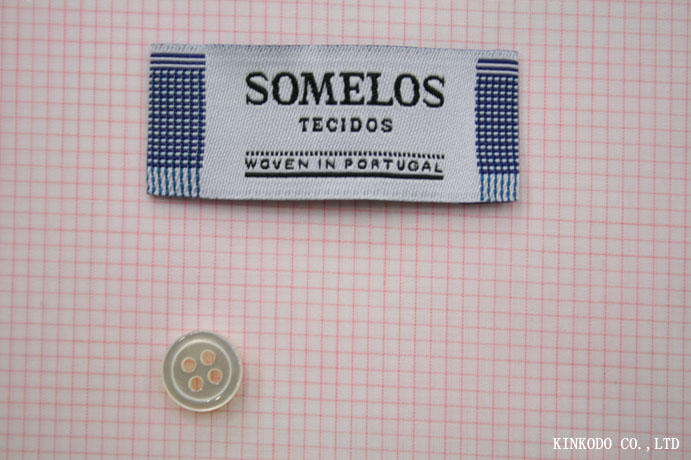 SOMELOS
TECIDOS
WOVEN IN PORTUGAL
KINKODO CO.,LTD